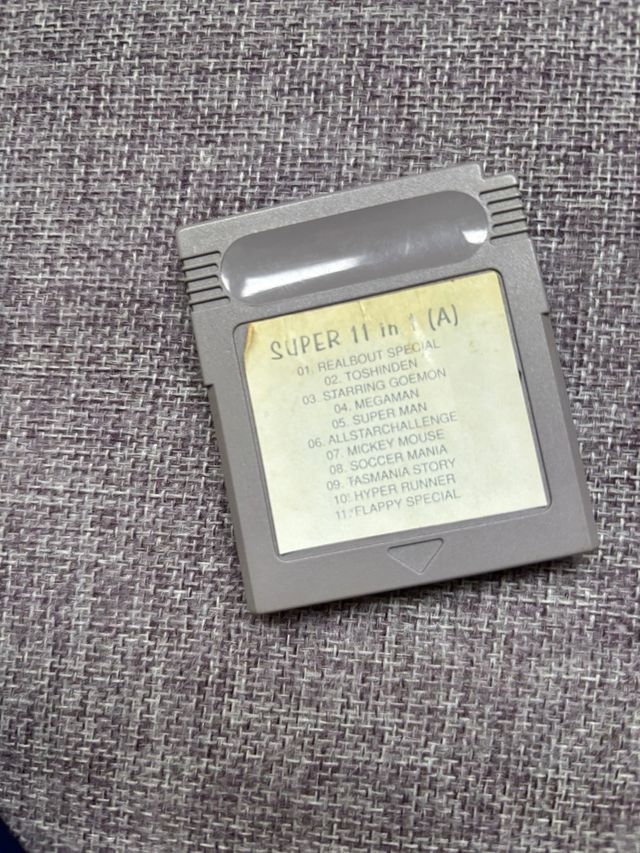 SUPER 11 in 1 (A)
01. REALBOUT SPECIAL
02. TOSHINDEN
03. STARRING GOEMON
04. MEGAMAN
05. SUPER MAN
06. ALLSTARCHALLENGE
07. MICKEY MOUSE
08. SOCCER MANIA
09. TASMANIA STORY
10. HYPER RUNNER
11. FLAPPY SPECIAL